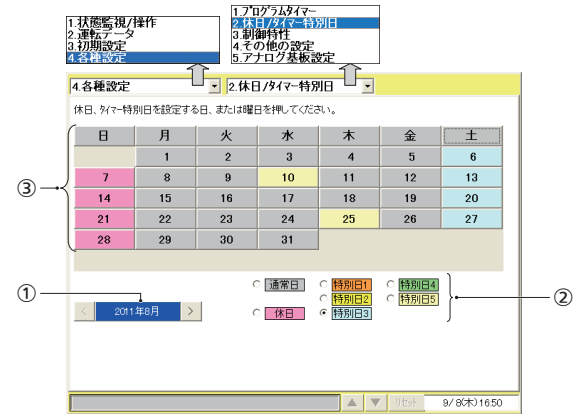 1.状態監視/操作
2.運転データ
3.初期設定
4.各種設定
1.プログラムタイマー
2.休日/タイマー特別日
3.制御特性
4.その他の設定
5.アナログ基板設定
4.各種設定
2.休日/タイマー特別日
休日、タイマー特別日を設定する日、または曜日を押してください。
日 月 火 水 木 金 土
1 2 3 4 5 6
7 8 9 10 11 12 13
14 15 16 17 18 19 20
21 22 23 24 25 26 27
28 29 30 31
③
通常日 特別日1 特別日4
特別日2 特別日5
休日 特別日3
②
①
< 2011年8月 >
リセット 9/ 8(木) 16:50